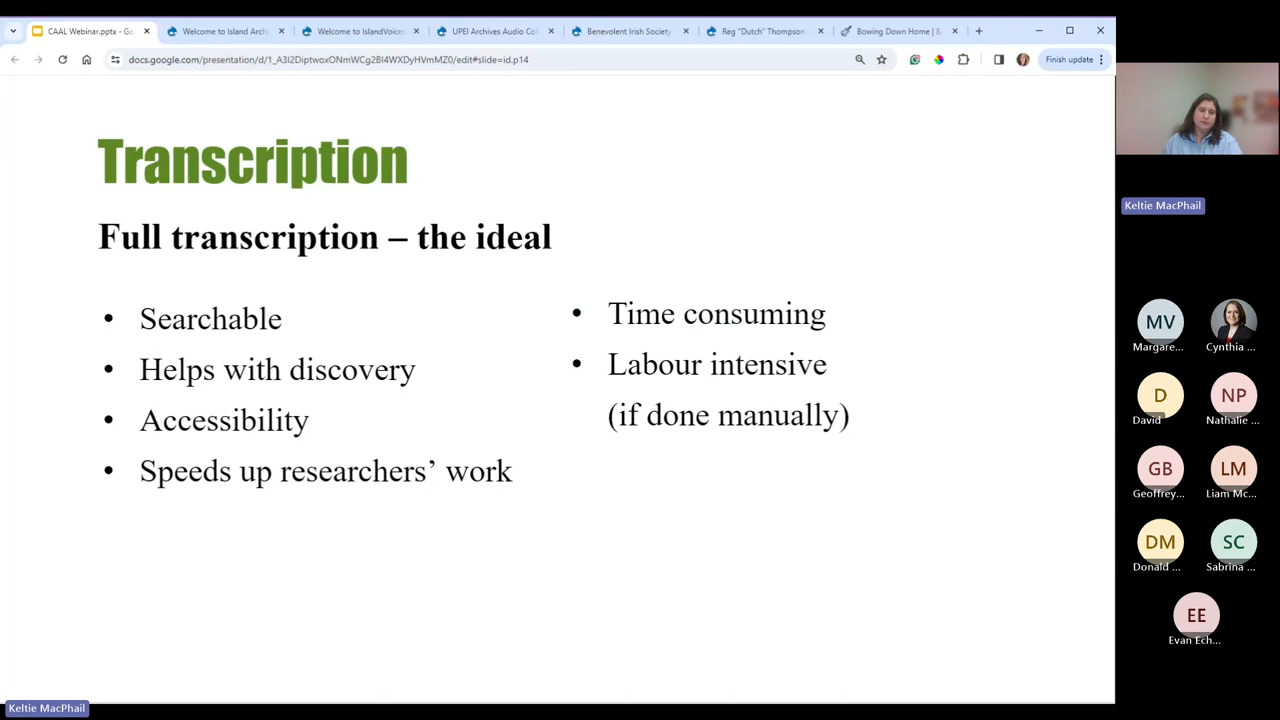 CAAL Webinar.pptx - Go
Welcome to Island Arch
Welcome to IslandVoice
UPEI Archives Audio Col
Benevolent Irish Society
Reg "Dutch" Thompson
Bowing Down Home | B
docs.google.com/presentation/d/1_A3I2DiptwoxONmWCg2BI4WXDyHVmMZ0/edit#slide=id.p14
Finish update
Transcription
Full transcription – the ideal
• Searchable
• Helps with discovery
• Accessibility
• Speeds up researchers’ work
• Time consuming
• Labour intensive
(if done manually)
Keltie MacPhail
MV
Margare...
Cynthia ...
D
David
NP
Nathalie ...
GB
Geoffrey...
LM
Liam Mc...
DM
Donald ...
SC
Sabrina ...
EE
Evan Ech...
Keltie MacPhail